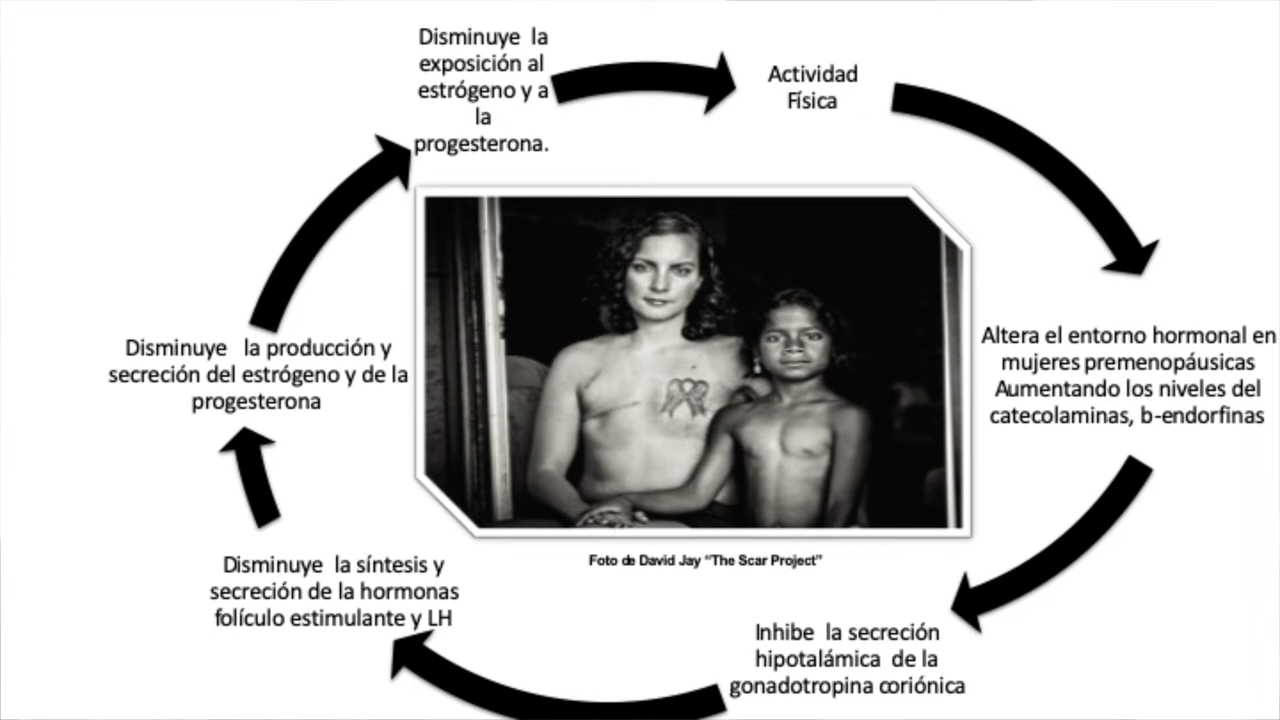 Disminuye la
exposición al
estrógeno y a
la
progesterona.
Actividad
Física
Altera el entorno hormonal en
mujeres premenopáusicas
Aumentando los niveles del
catecolaminas, b-endorfinas
Inhibe la secreción
hipotalámica de la
gonadotropina coriónica
Disminuye la síntesis y
secreción de la hormonas
folículo estimulante y LH
Disminuye la producción y
secreción del estrógeno y de la
progesterona
Foto de David Jay “The Scar Project”